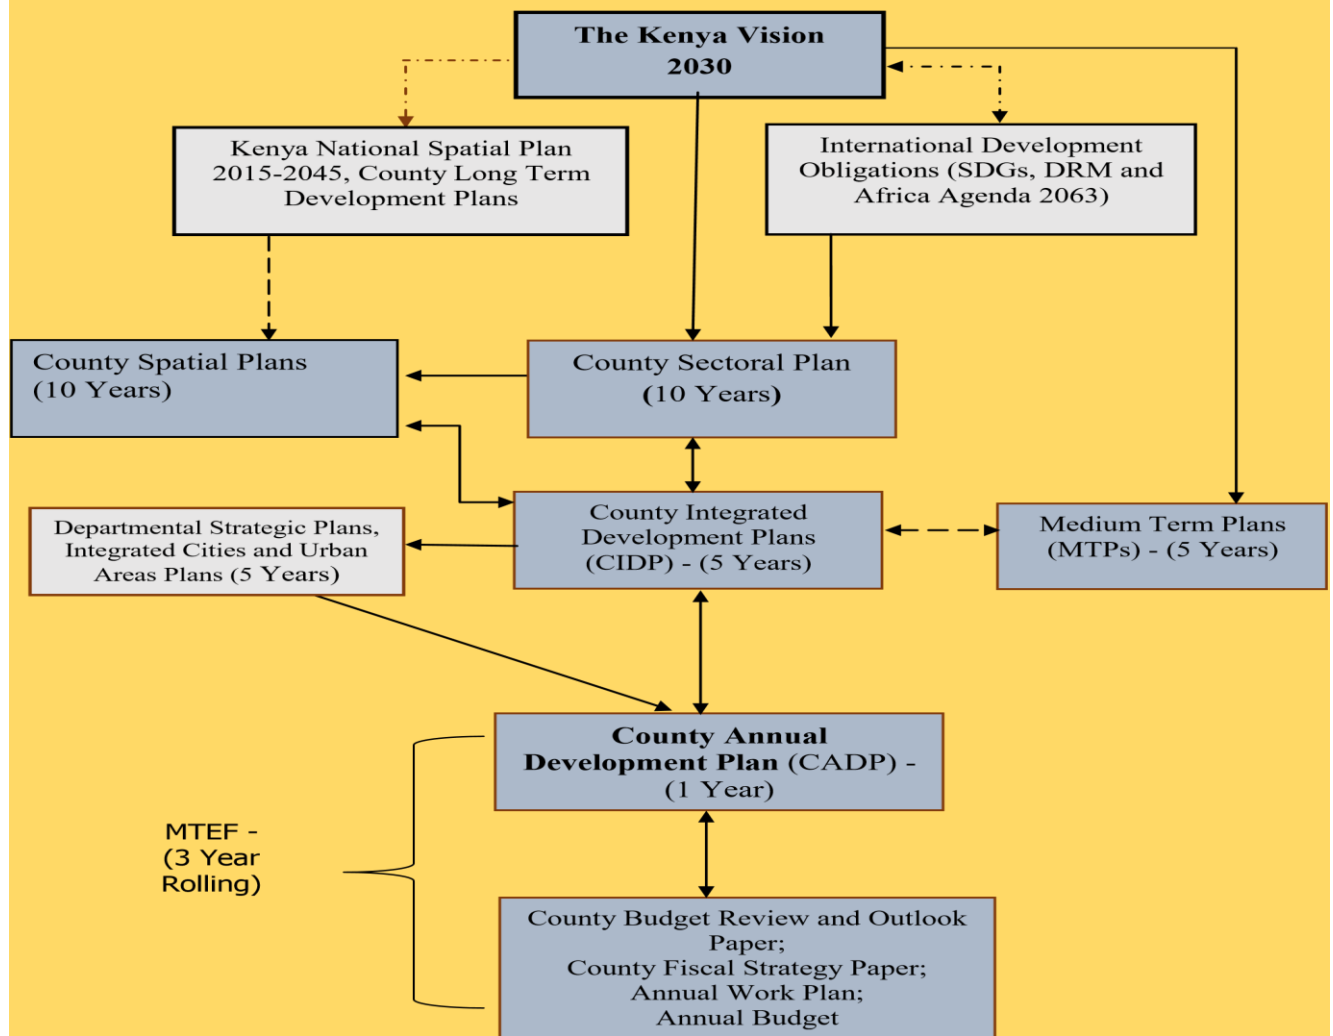 The Kenya Vision
2030
Kenya National Spatial Plan
2015-2045, County Long Term
Development Plans
International Development
Obligations (SDGs, DRM and
Africa Agenda 2063)
County Spatial Plans
(10 Years)
County Sectoral Plan
(10 Years)
Departmental Strategic Plans,
Integrated Cities and Urban
Areas Plans (5 Years)
County Integrated
Development Plans
(CIDP) - (5 Years)
Medium Term Plans
(MTPs) - (5 Years)
County Annual
Development Plan (CADP) -
(1 Year)
MTEF -
(3 Year
Rolling)
County Budget Review and Outlook
Paper;
County Fiscal Strategy Paper;
Annual Work Plan;
Annual Budget